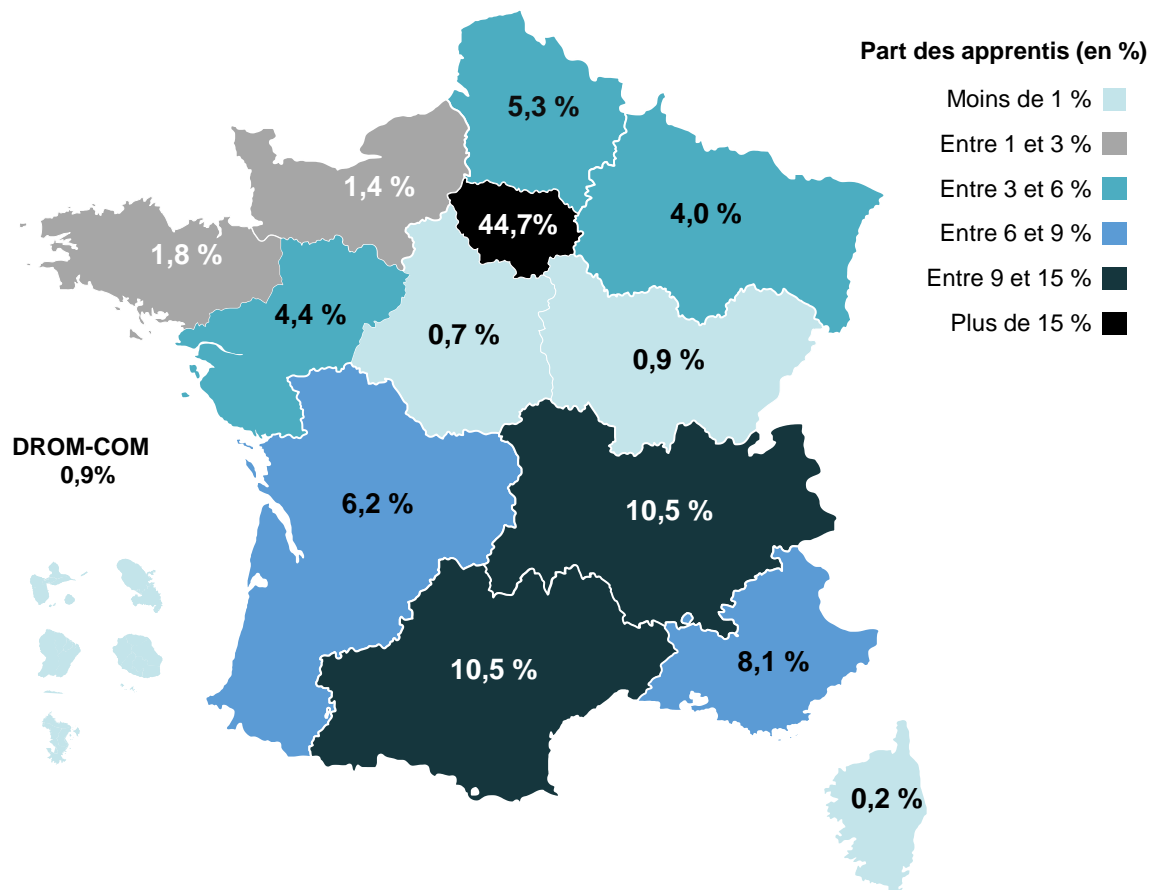 Part des apprentis (en %)
Moins de 1 %
Entre 1 et 3 %
Entre 3 et 6 %
Entre 6 et 9 %
Entre 9 et 15 %
Plus de 15 %
5,3 %
1,4 %
44,7%
4,0 %
1,8 %
4,4 %
0,7 %
0,9 %
DROM-COM
0,9%
6,2 %
10,5 %
10,5 %
8,1 %
0,2 %